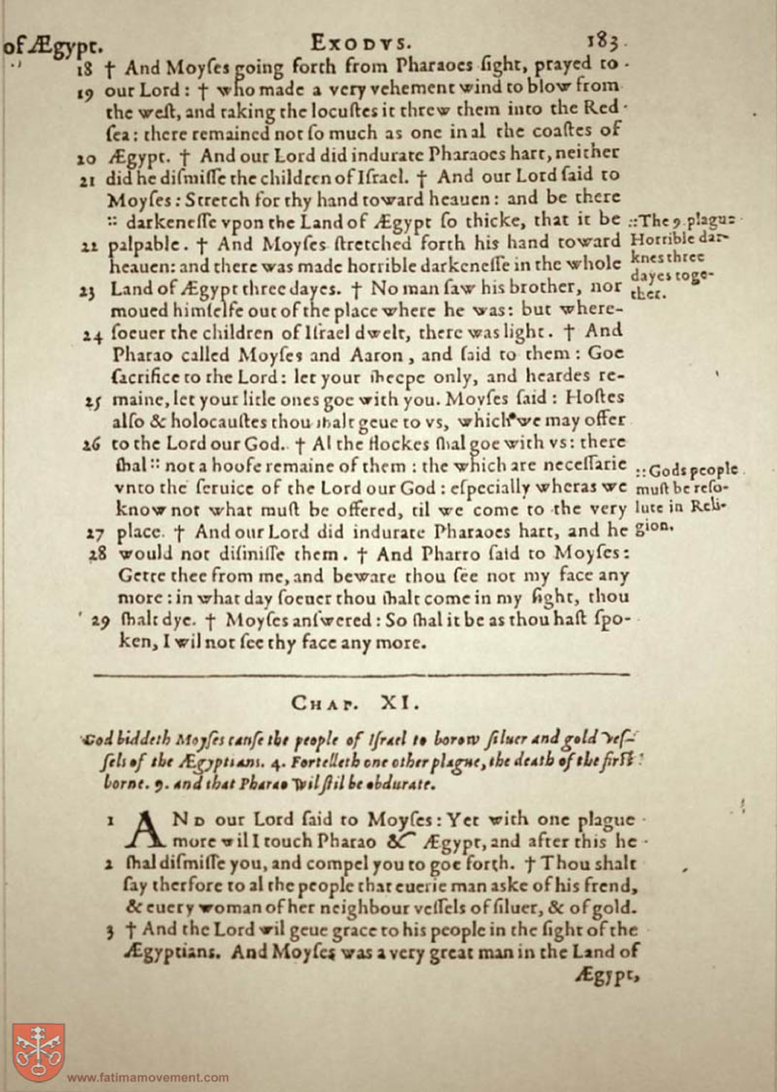 of Ægypt.
EXODVS.
183.
18 † And Moyſes going forth from Pharaoes ſight, prayed to
19 our Lord: † who made a very vehement wind to blow from
the weſt, and taking the locuſtes it threw them into the Red
ſea: there remained not ſo much as one in al the coaſtes of
20 Ægypt. † And our Lord did indurate Pharaoes hart, neither
21 did he diſmiſſe the children of Iſrael. † And our Lord ſaid to
Moyſes: Stretch for thy hand toward heauen: and be there
:: darkeneſſe vpon the Land of Ægypt ſo thicke, that it be
22 palpable. † And Moyſes ſtretched forth his hand toward
heauen: and there was made horrible darkeneſſe in the whole
23 Land of Ægypt three dayes. † No man ſaw his brother, nor
moued himſelfe out of the place where he was: but where-
24 ſoeuer the children of Iſrael dwelt, there was light. † And
Pharao called Moyſes and Aaron, and ſaid to them: Goe
ſacrifice to the Lord: let your ſheepe only, and heardes re-
25 maine, let your litle ones goe with you. Moyſes ſaid: Hoſtes
alſo & holocauſtes thou ſhalt geue to vs, which we may offer
26 to the Lord our God. † Al the flockes ſhal goe with vs: there
ſhal :: not a hoofe remaine of them: the which are neceſſarie
vnto the ſeruice of the Lord our God: eſpecially wheras we
know not what muſt be offered, til we come to the very
27 place. † And our Lord did indurate Pharaoes hart, and he
28 would not diſmiſſe them. † And Pharro ſaid to Moyſes:
Gette thee from me, and beware thou ſee not my face any
more: in what day ſoeuer thou ſhalt come in my ſight, thou
29 ſhalt dye. † Moyſes anſwered: So ſhal it be as thou haſt ſpo-
ken, I wil not ſee thy face any more.
::The 9. plague
Horrible dar-
knes three
dayes toge-
ther.
::Gods people
muſt be reſo-
lute in Reli-
gion.
CHAP. XI.
God biddeth Moyſes cauſe the people of Iſrael to borow ſiluer and gold veſ-
ſels of the Ægyptians. 4. Fortelleth one other plague, the death of the firſt
borne. 9. and that Pharao wil ſtil be obdurate.
1 AND our Lord ſaid to Moyſes: Yet with one plague
more wil I touch Pharao & Ægypt, and after this he
2 ſhal diſmiſſe you, and compel you to goe forth. † Thou ſhalt
ſay therfore to al the people that euerie man aske of his frend,
& euery woman of her neighbour veſſels of ſiluer, & of gold.
3 † And the Lord wil geue grace to his people in the ſight of the
Ægyptians. And Moyſes was a very great man in the Land of
Ægypt,
www.fatimamovement.com